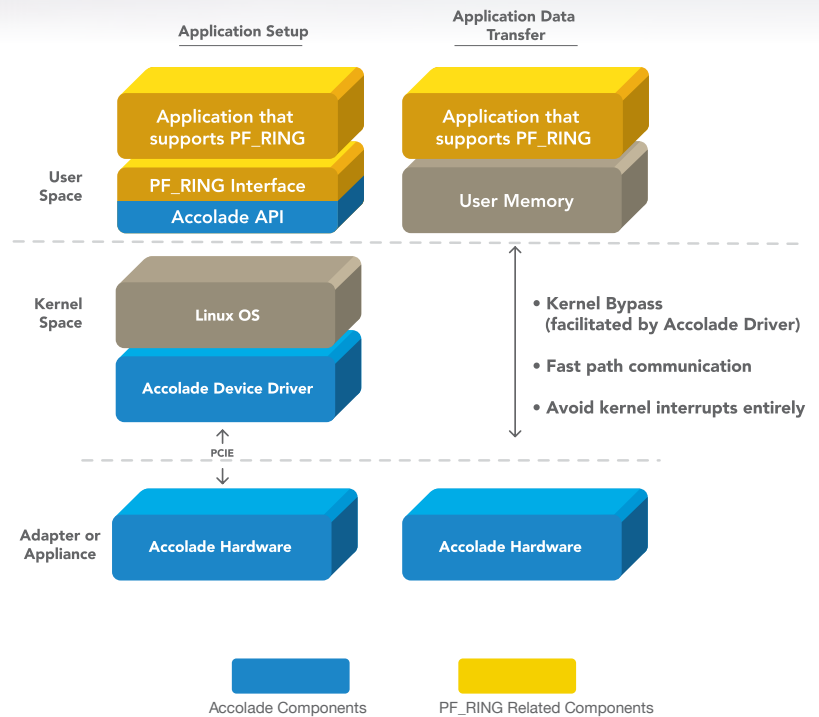 Application Setup
Application Data
Transfer
Application that
supports PF_RING
Application that
supports PF_RING
User
Space
PF_RING Interface
Accolade API
User Memory
Kernel
Space
Linux OS
Accolade Device Driver
• Kernel Bypass
(facilitated by Accolade Driver)
• Fast path communication
• Avoid kernel interrupts entirely
PCIE
Adapter or
Appliance
Accolade Hardware
Accolade Hardware
Accolade Components
PF_RING Related Components